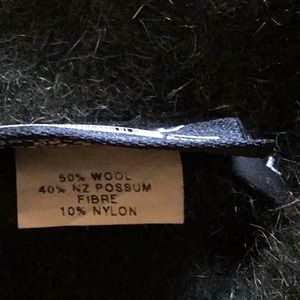 50% WOOL
40% NZ POSSUM
FIBRE
10% NYLON